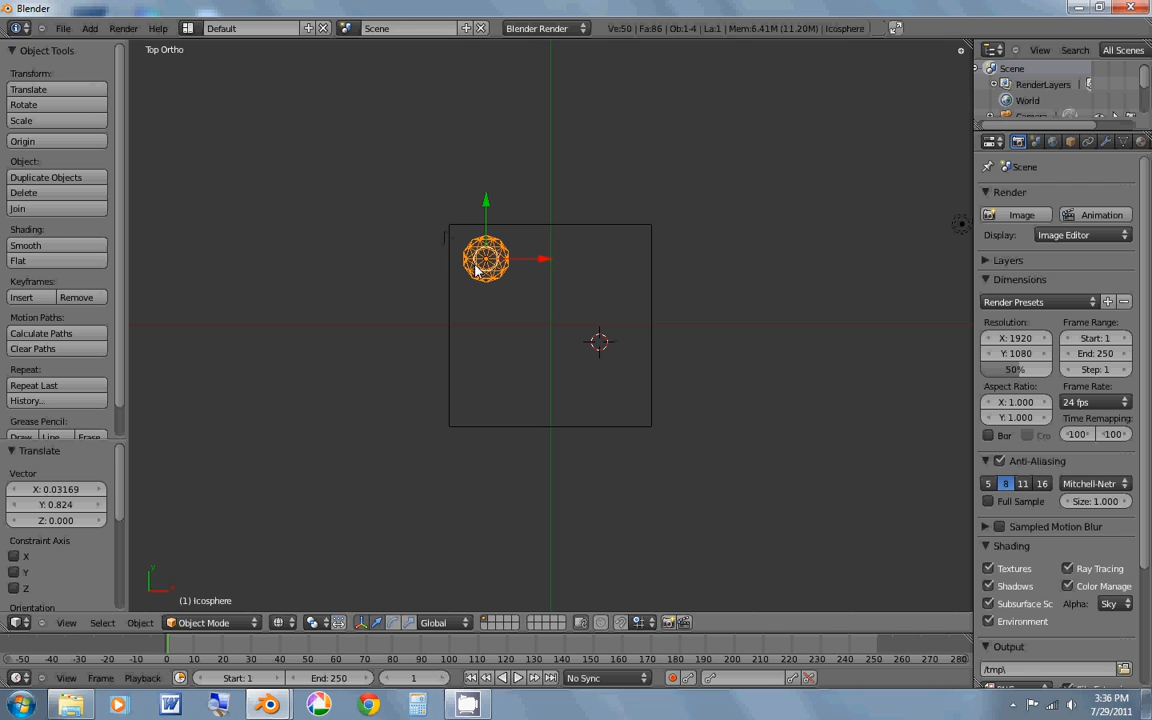 Blender
File Add Render Help Default Scene Blender Render Ve:50 | Fa:86 | Ob:1-4 | La:1 | Mem:6.41M (11.20M) | Icosphere
Object Tools
Transform:
Translate
Rotate
Scale
Origin
Object:
Duplicate Objects
Delete
Join
Shading:
Smooth
Flat
Keyframes:
Insert Remove
Motion Paths:
Calculate Paths
Clear Paths
Repeat:
Repeat Last
History...
Grease Pencil:
Draw Line Erase
Translate
Vector
X: 0.03169
Y: 0.824
Z: 0.000
Constraint Axis
X
Y
Z
Orientation
Top Ortho
(1) Icosphere
View Search All Scenes
Scene
RenderLayers
World
Camera
Scene
Render
Image Animation
Display: Image Editor
Layers
Dimensions
Render Presets
Resolution: Frame Range:
X: 1920 Start: 1
Y: 1080 End: 250
50% Step: 1
Aspect Ratio: Frame Rate:
X: 1.000 24 fps
Y: 1.000 Time Remapping:
Bor Cro 100 100
Anti-Aliasing
5 8 11 16 Mitchell-Netr
Full Sample Size: 1.000
Sampled Motion Blur
Shading
Textures Ray Tracing
Shadows Color Manage
Subsurface Sc Alpha: Sky
Environment
Output
/tmp\
View Select Object Object Mode Global
-50 -40 -30 -20 -10 0 10 20 30 40 50 60 70 80 90 100 110 120 130 140 150 160 170 180 190 200 210 220 230 240 250 260 270 280
View Frame Playback Start: 1 End: 250 1 No Sync
3:36 PM
7/29/2011